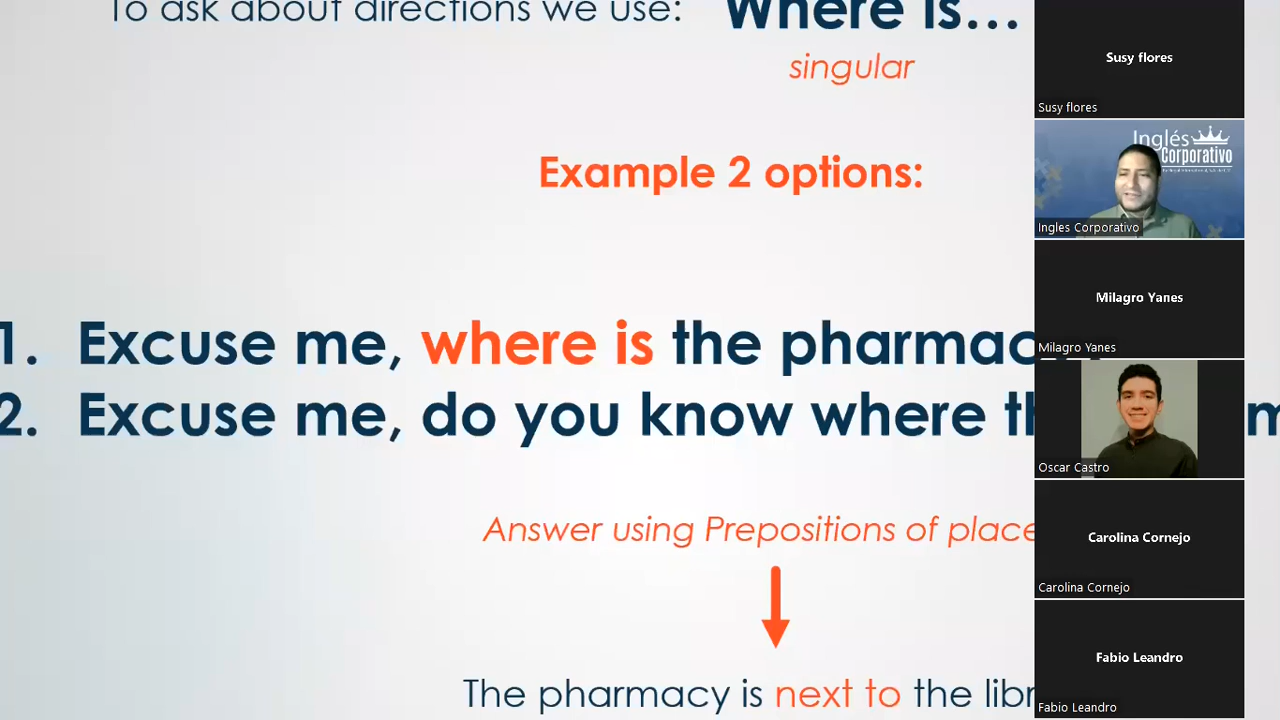 To ask about directions we use: Where is...
singular
Example 2 options:
1. Excuse me, where is the pharmac
2. Excuse me, do you know where th m
Answer using Prepositions of place
The pharmacy is next to the libr
Susy flores
Susy flores
Inglés
Corporativo
Ingles Corporativo
Milagro Yanes
Milagro Yanes
Oscar Castro
Carolina Cornejo
Carolina Cornejo
Fabio Leandro
Fabio Leandro